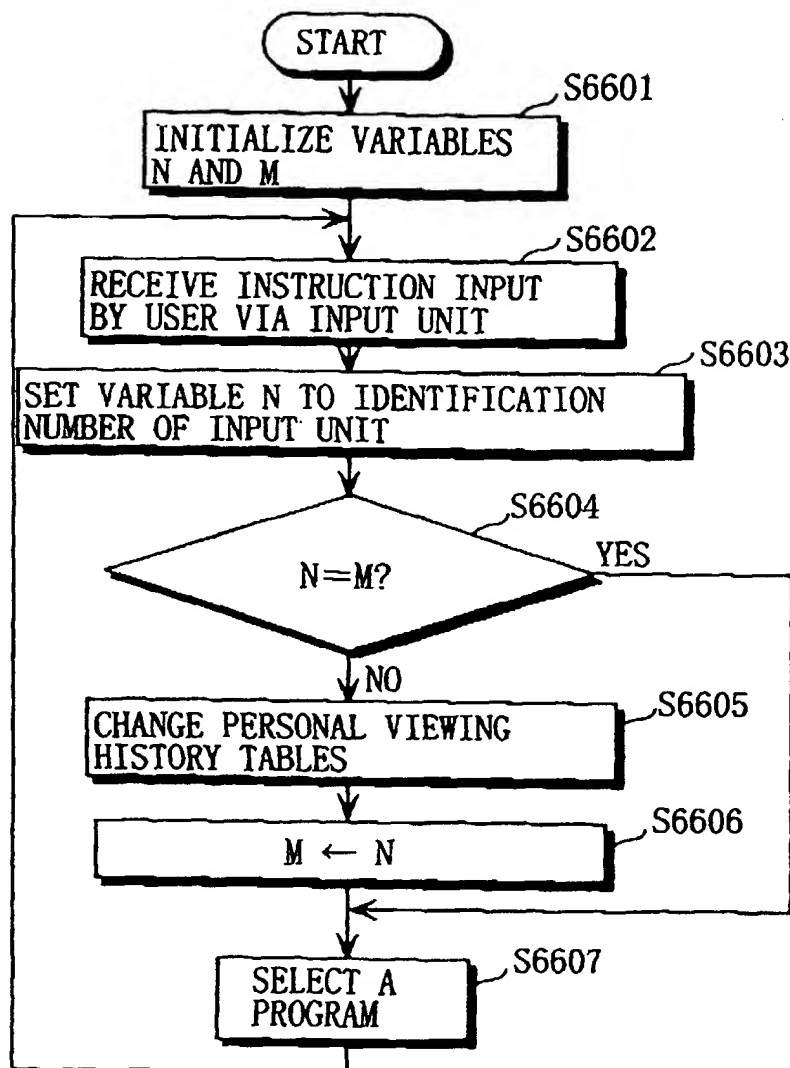 START
S6601
INITIALIZE VARIABLES
N AND M
S6602
RECEIVE INSTRUCTION INPUT
BY USER VIA INPUT UNIT
S6603
SET VARIABLE N TO IDENTIFICATION
NUMBER OF INPUT UNIT
S6604
N=M?
YES
NO
S6605
CHANGE PERSONAL VIEWING
HISTORY TABLES
S6606
M ← N
S6607
SELECT A
PROGRAM